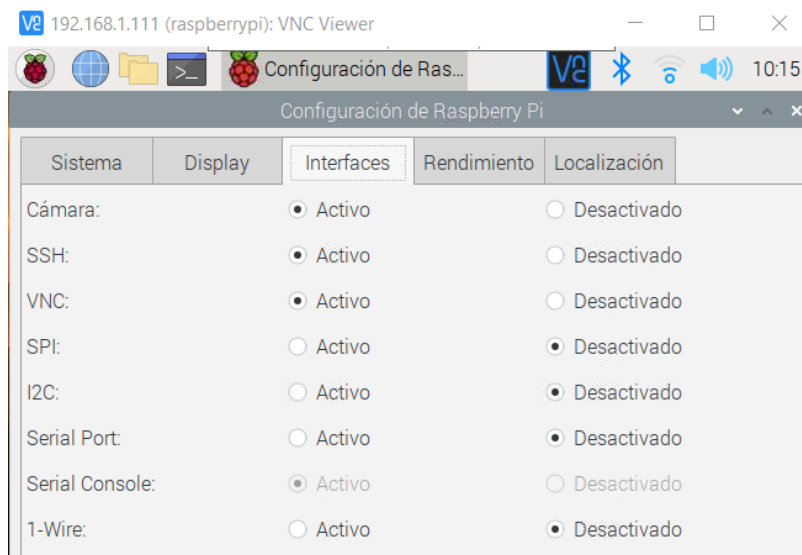 192.168.1.111 (raspberrypi): VNC Viewer
Configuración de Ras... 10:15
Configuración de Raspberry Pi
Sistema Display Interfaces Rendimiento Localización
Cámara: Activo Desactivado
SSH: Activo Desactivado
VNC: Activo Desactivado
SPI: Activo Desactivado
I2C: Activo Desactivado
Serial Port: Activo Desactivado
Serial Console: Activo Desactivado
1-Wire: Activo Desactivado